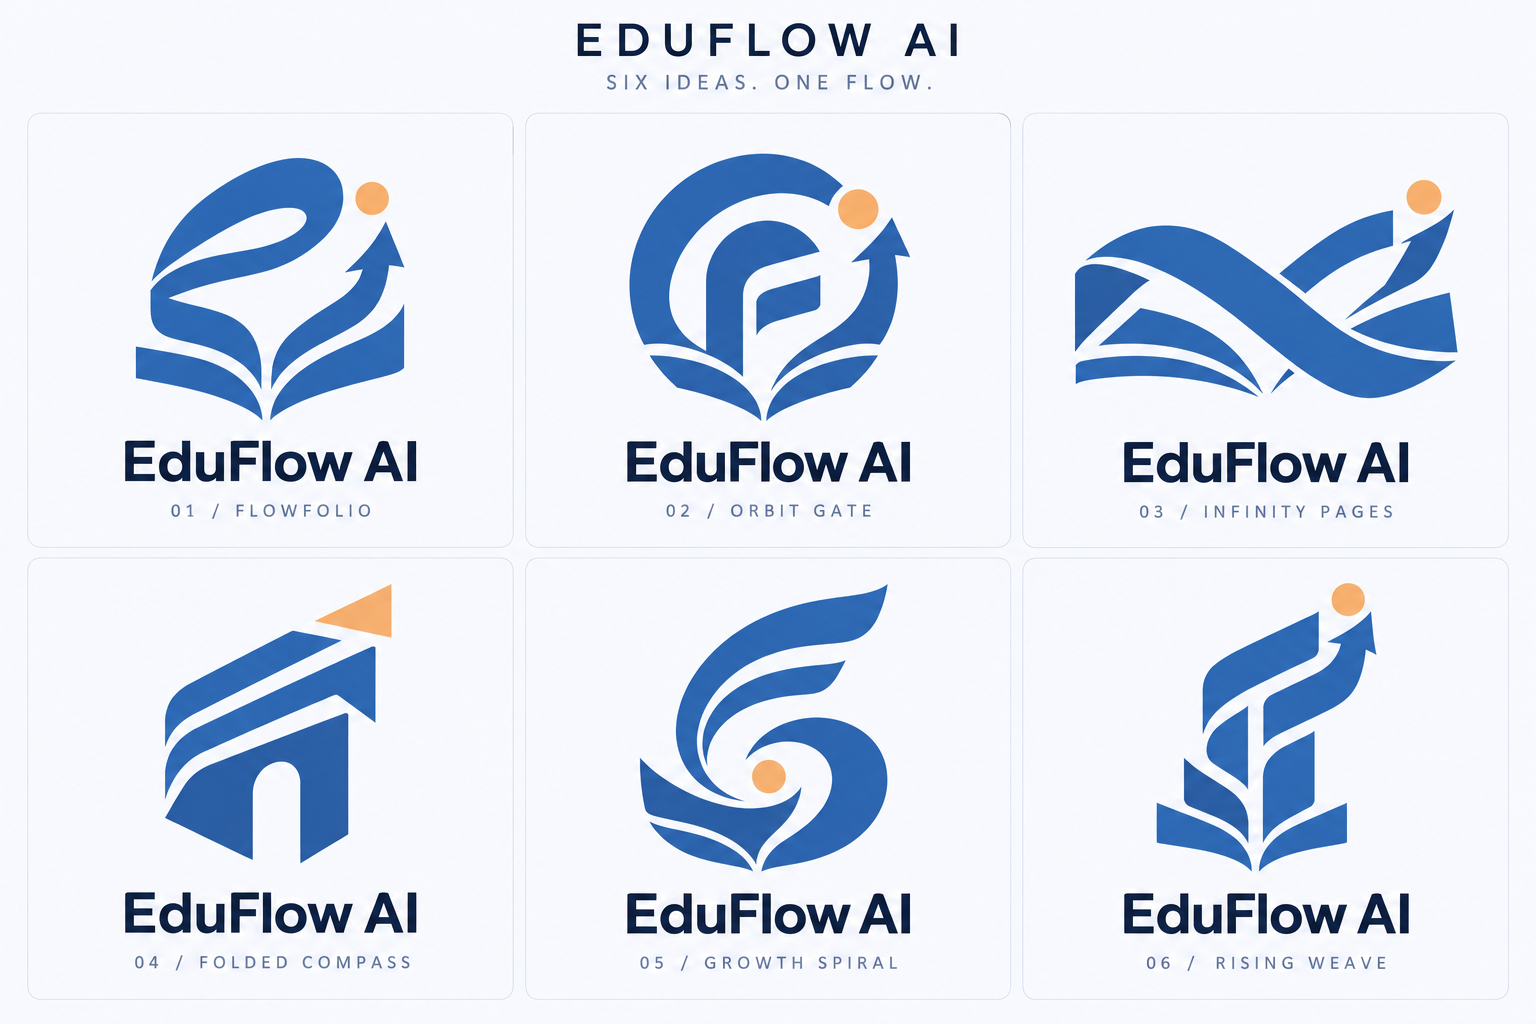 EDUFLOW AI
SIX IDEAS. ONE FLOW.
EduFlow AI
01 / FLOWFOLIO
EduFlow AI
02 / ORBIT GATE
EduFlow AI
03 / INFINITY PAGES
EduFlow AI
04 / FOLDED COMPASS
EduFlow AI
05 / GROWTH SPIRAL
EduFlow AI
06 / RISING WEAVE